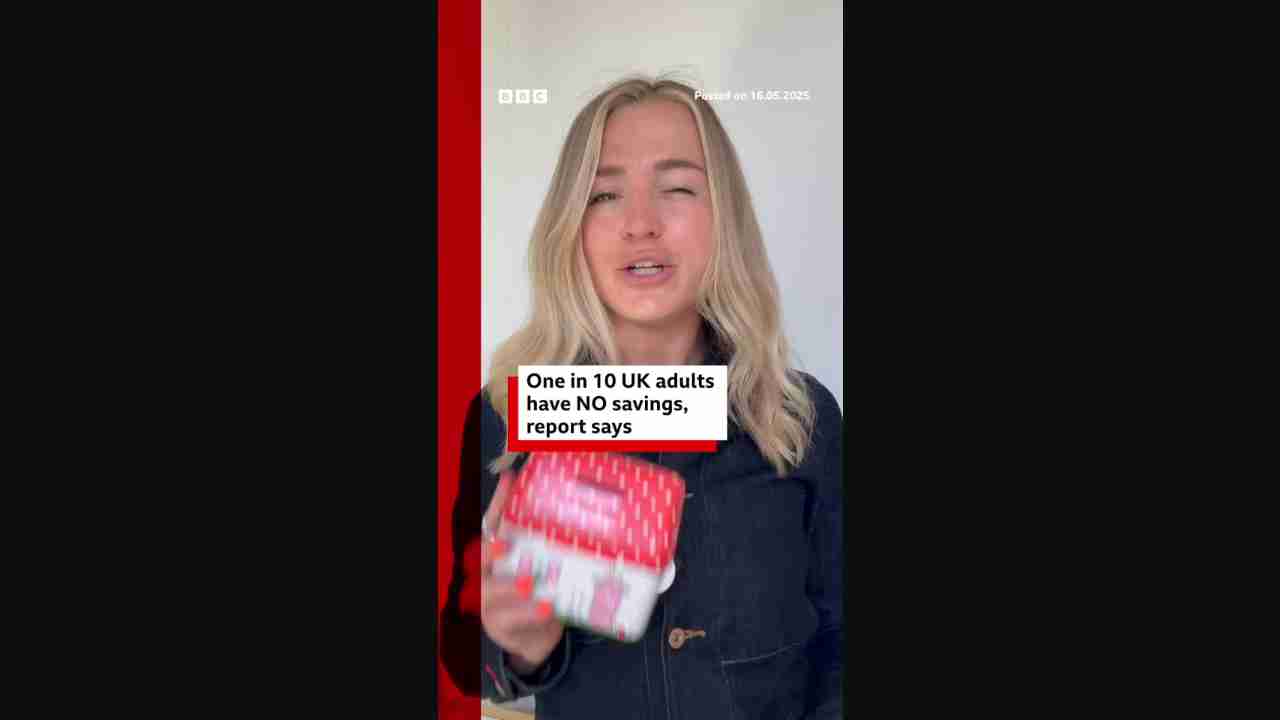 BBC
Posted on 16.05.2025
One in 10 UK adults
have NO savings,
report says